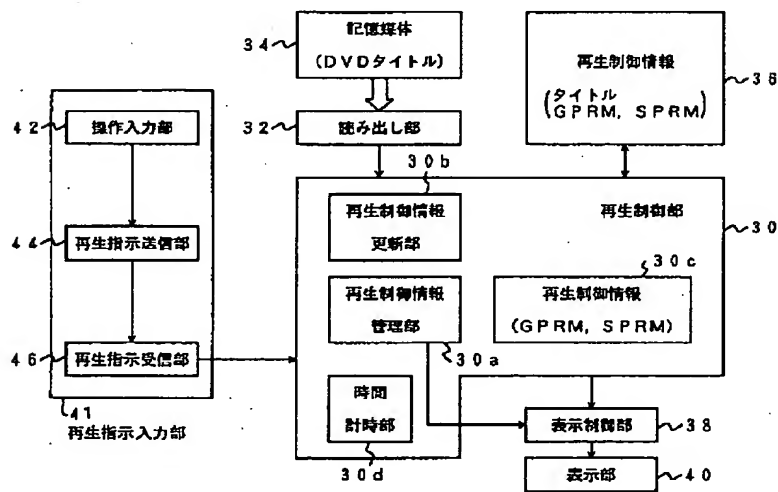 34
記憶媒体
(DVDタイトル)
再生制御情報
(タイトル
GPRM, SPRM)
36
42
操作入力部
32
読み出し部
30b
再生制御情報
更新部
再生制御部
30
44
再生指示送信部
30c
再生制御情報
管理部
再生制御情報
(GPRM, SPRM)
46
再生指示受信部
30a
41
再生指示入力部
時間
計時部
30d
表示制御部
38
表示部
40